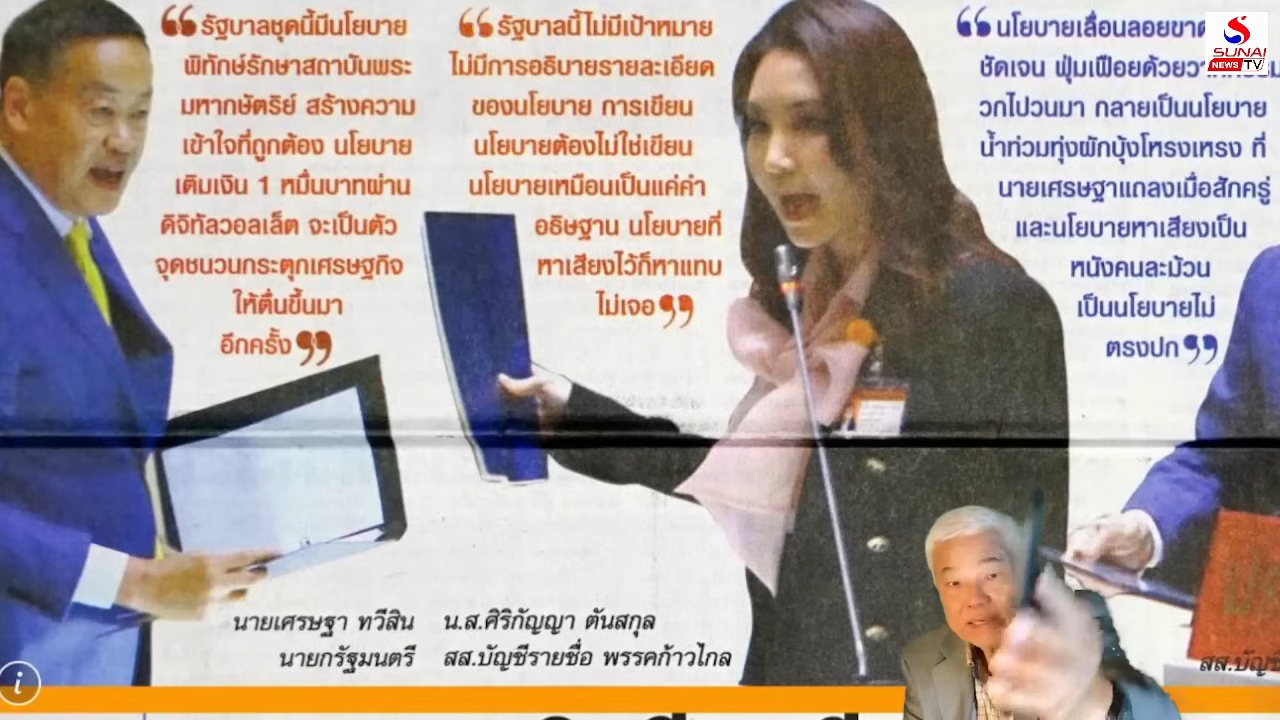 ❝รัฐบาลชุดนี้มีนโยบาย
พิทักษ์รักษาสถาบันพระ
มหากษัตริย์ สร้างความ
เข้าใจที่ถูกต้อง นโยบาย
เติมเงิน 1 หมื่นบาทผ่าน
ดิจิทัลวอลเล็ต จะเป็นตัว
จุดชนวนกระตุกเศรษฐกิจ
ให้ตื่นขึ้นมา
อีกครั้ง❞
นายเศรษฐา ทวีสิน
นายกรัฐมนตรี
❝รัฐบาลนี้ไม่มีเป้าหมาย
ไม่มีการอธิบายรายละเอียด
ของนโยบาย การเขียน
นโยบายต้องไม่ใช่เขียน
นโยบายเหมือนเป็นแค่คำ
อธิษฐาน นโยบายที่
หาเสียงไว้ก็หาแทบ
ไม่เจอ❞
น.ส.ศิริกัญญา ตันสกุล
สส.บัญชีรายชื่อ พรรคก้าวไกล
❝นโยบายเลื่อนลอยขาด
ชัดเจน ฟุ่มเฟือยด้วย
วกไปวนมา กลายเป็นนโยบาย
น้ำท่วมทุ่งผักบุ้งโหรงเหรง ที่
นายเศรษฐาแถลงเมื่อสักครู่
และนโยบายหาเสียงเป็น
หนังคนละม้วน
เป็นนโยบายไม่
ตรงปก❞
สส.บัญชี
SUNAI
NEWS TV
i